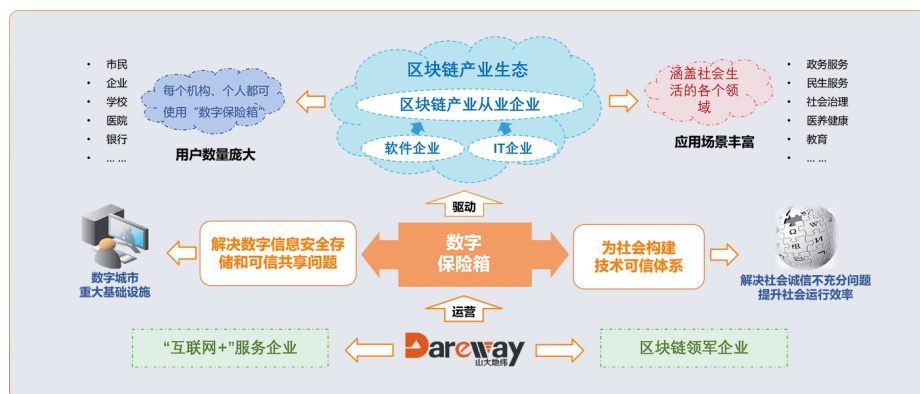 • 市民
• 企业
• 学校
• 医院
• 银行
• ... ...
每个机构、个人都可
使用“数字保险箱”
用户数量庞大
区块链产业生态
区块链产业从业企业
软件企业
IT企业
涵盖社会生
活的各个领
域
应用场景丰富
• 政务服务
• 民生服务
• 社会治理
• 医养健康
• 教育
• ... ...
驱动
数字城市
重大基础设施
解决数字信息安全存
储和可信共享问题
数字
保险箱
为社会构建
技术可信体系
解决社会诚信不充分问题
提升社会运行效率
运营
“互联网+”服务企业
Dareway
山大地纬
区块链领军企业